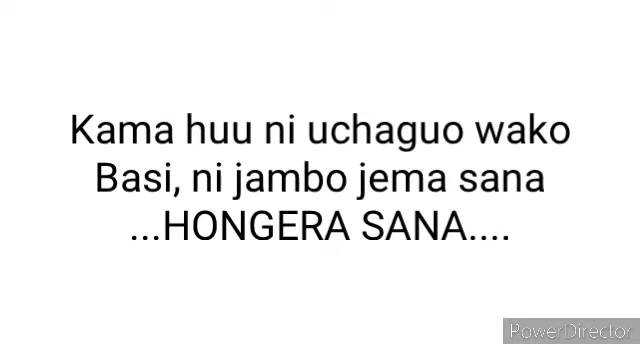 Kama huu ni uchaguo wako
Basi, ni jambo jema sana
...HONGERA SANA....
PowerDirector